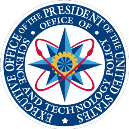 EXECUTIVE OFFICE OF THE PRESIDENT OF THE UNITED STATES
OFFICE OF
SCIENCE AND TECHNOLOGY POLICY